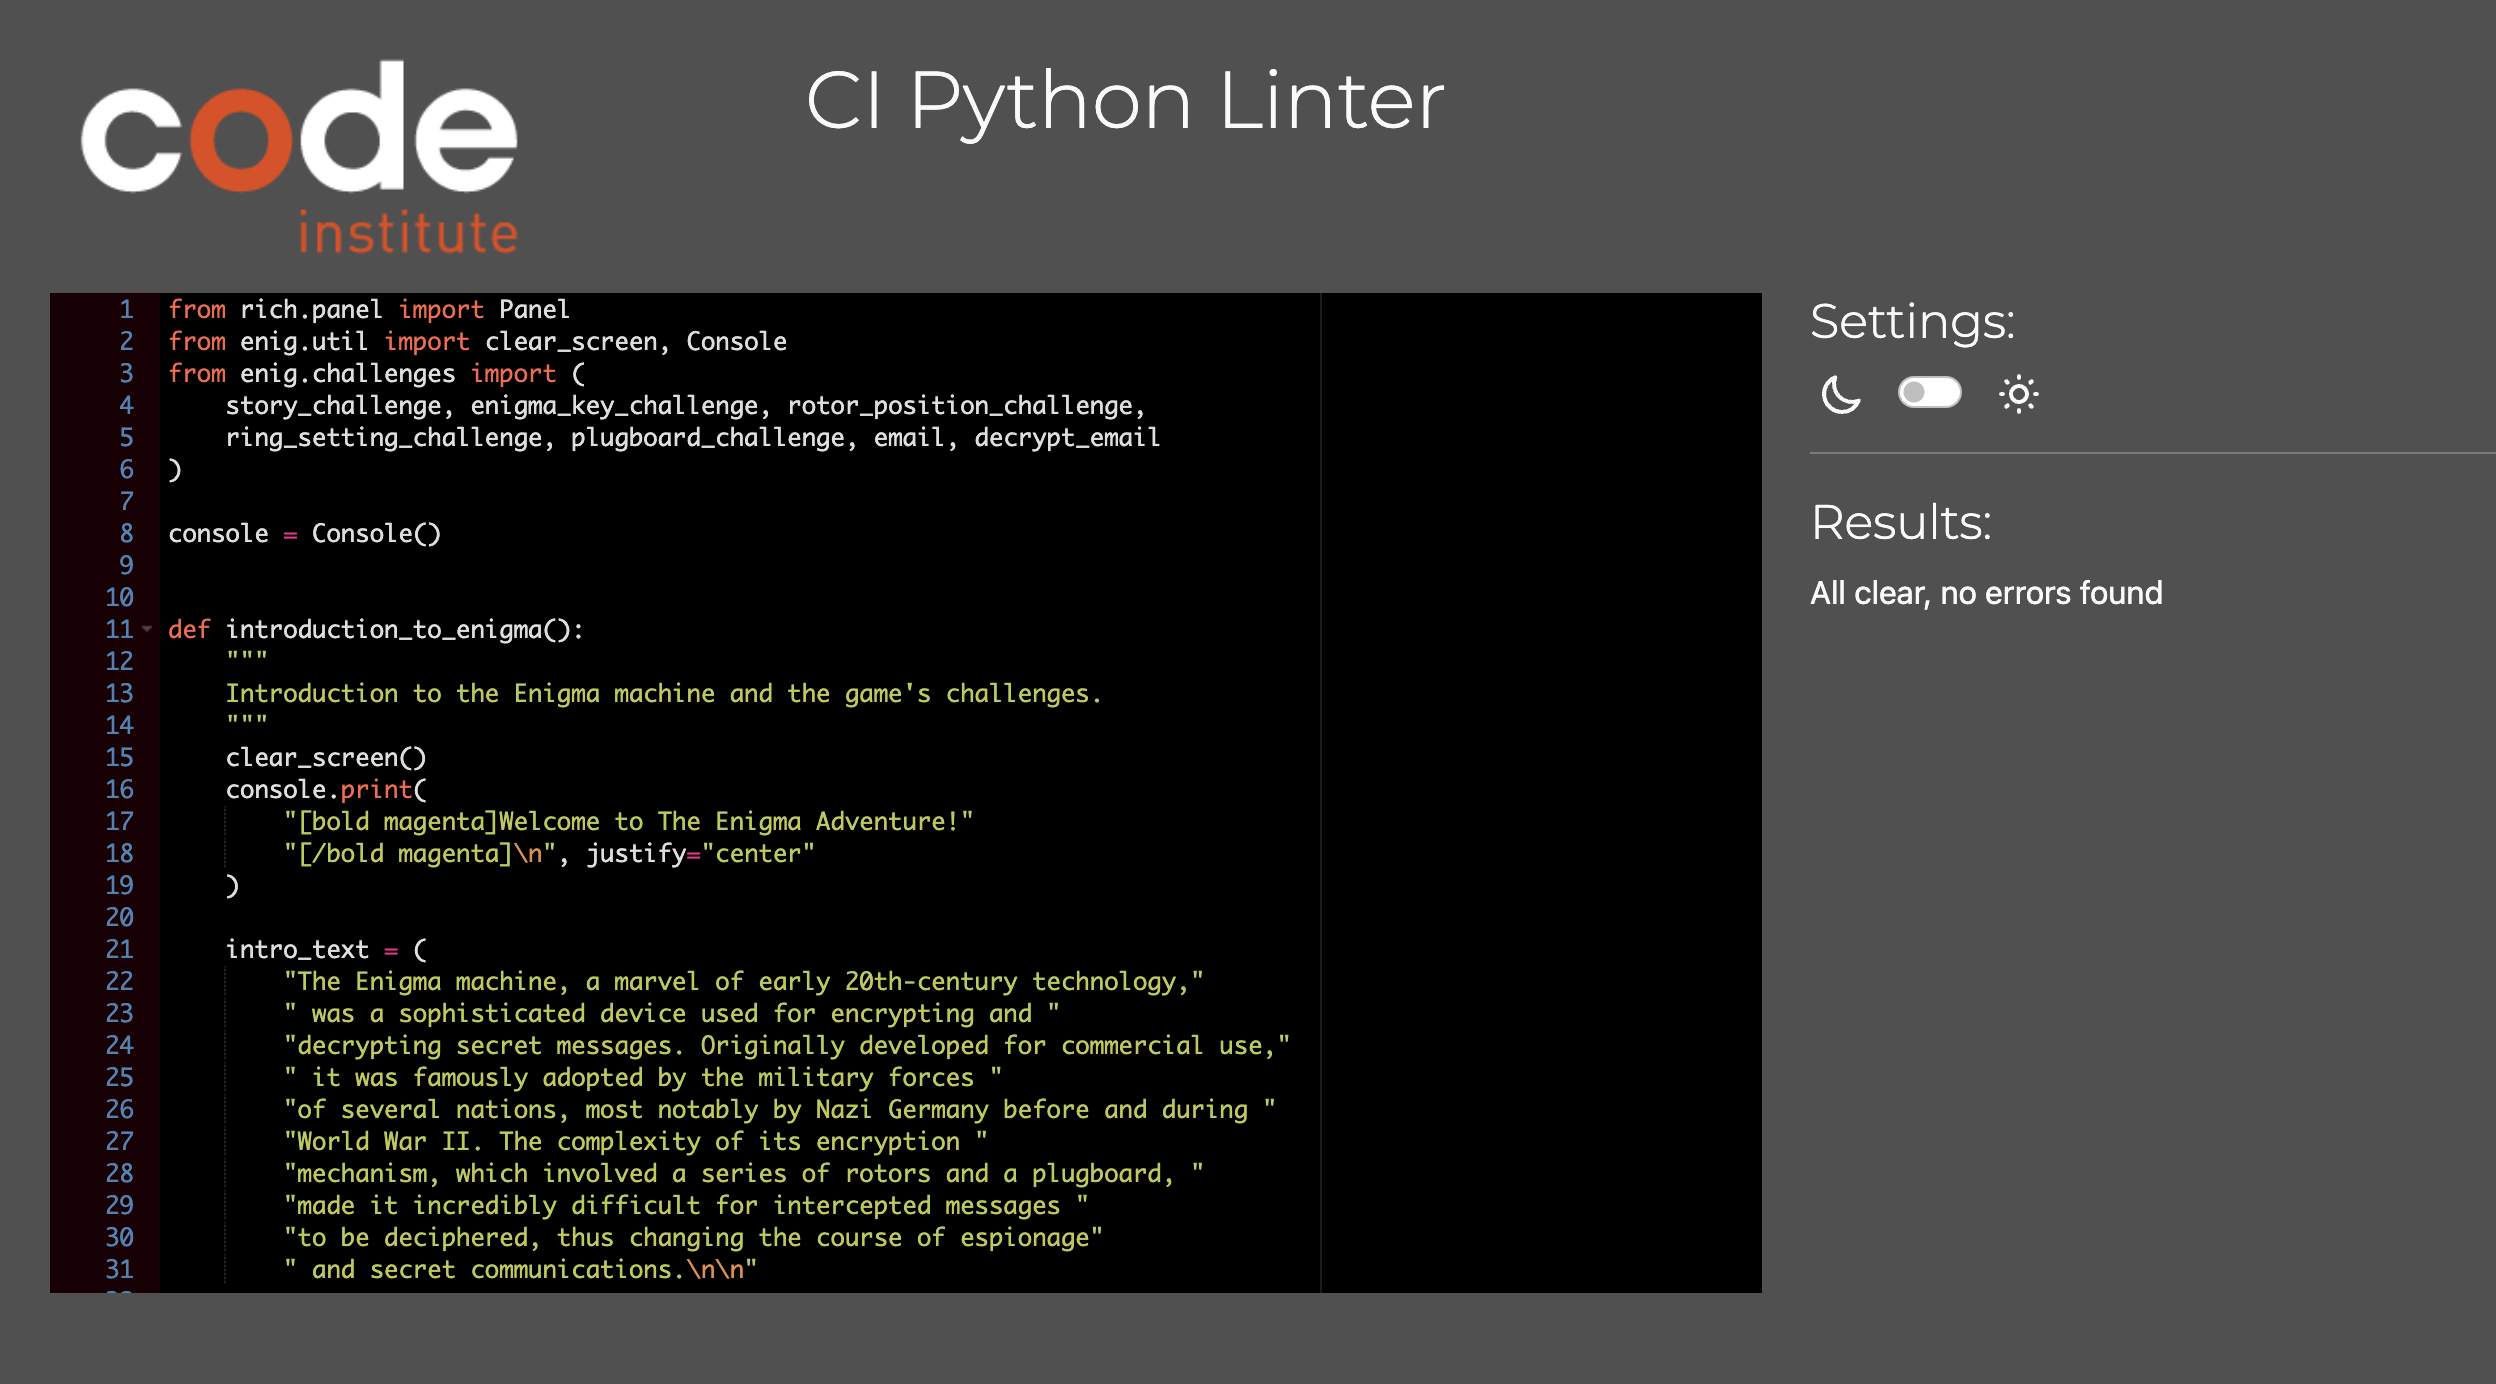 code
institute
CI Python Linter
1 from rich.panel import Panel
2 from enig.util import clear_screen, Console
3 from enig.challenges import (
4     story_challenge, enigma_key_challenge, rotor_position_challenge,
5     ring_setting_challenge, plugboard_challenge, email, decrypt_email
6 )
7
8 console = Console()
9
10
11 def introduction_to_enigma():
12     """
13     Introduction to the Enigma machine and the game's challenges.
14     """
15     clear_screen()
16     console.print(
17         "[bold magenta]Welcome to The Enigma Adventure!"
18         "[/bold magenta]\n", justify="center"
19     )
20
21     intro_text = (
22         "The Enigma machine, a marvel of early 20th-century technology,"
23         " was a sophisticated device used for encrypting and "
24         "decrypting secret messages. Originally developed for commercial use,"
25         " it was famously adopted by the military forces "
26         "of several nations, most notably by Nazi Germany before and during "
27         "World War II. The complexity of its encryption "
28         "mechanism, which involved a series of rotors and a plugboard, "
29         "made it incredibly difficult for intercepted messages "
30         "to be deciphered, thus changing the course of espionage"
31         " and secret communications.\n\n"
Settings:
Results:
All clear, no errors found